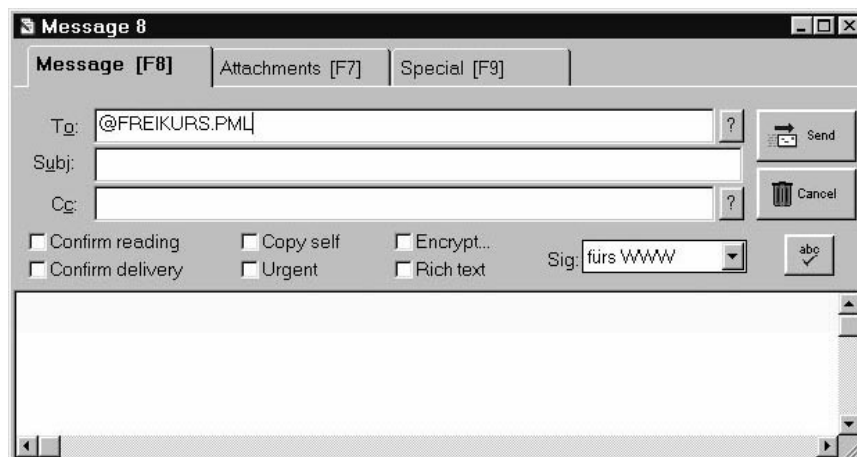 Message 8
Message [F8] Attachments [F7] Special [F9]
To: @FREIKURS.PML ? Send
Subj:
Cc: ? Cancel
Confirm reading Copy self Encrypt...
Confirm delivery Urgent Rich text Sig: fürs WWW abc